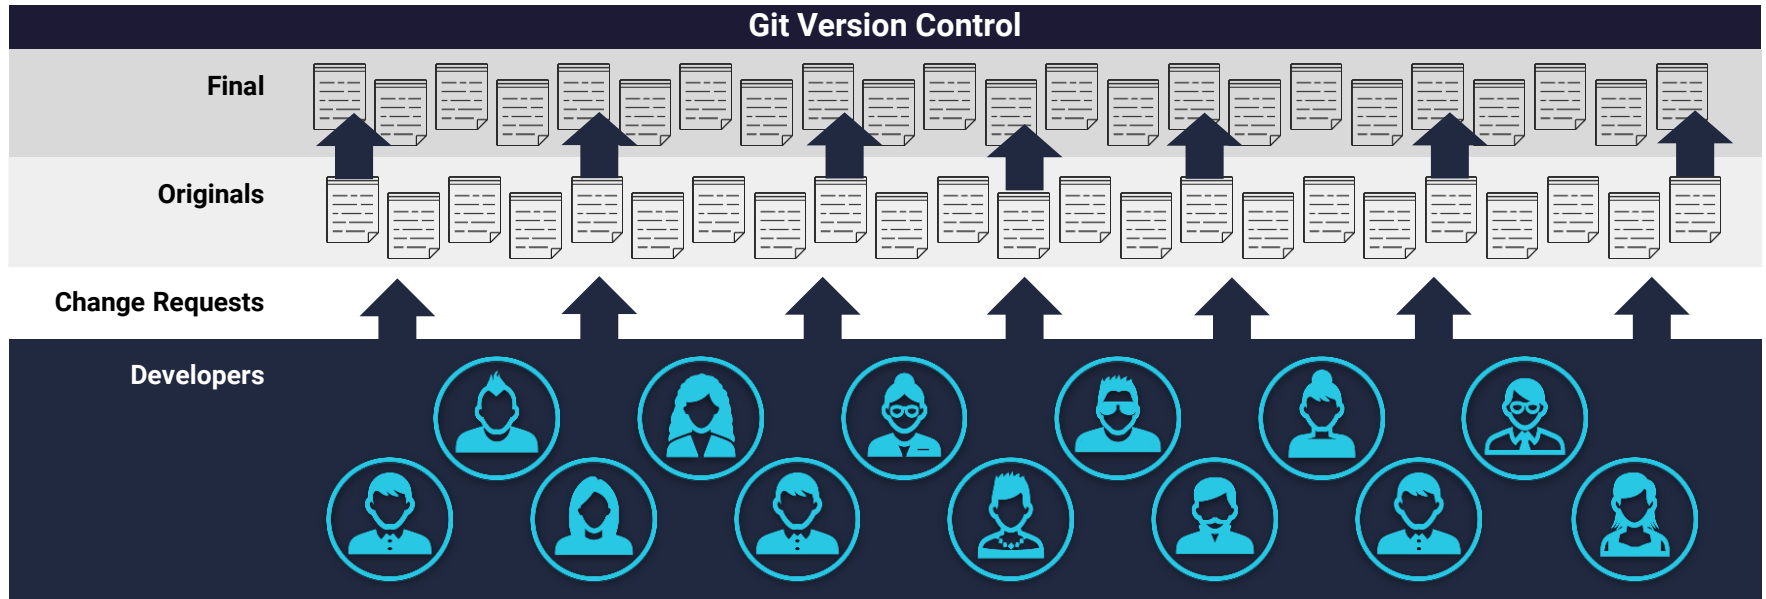 Git Version Control
Final
Originals
Change Requests
Developers